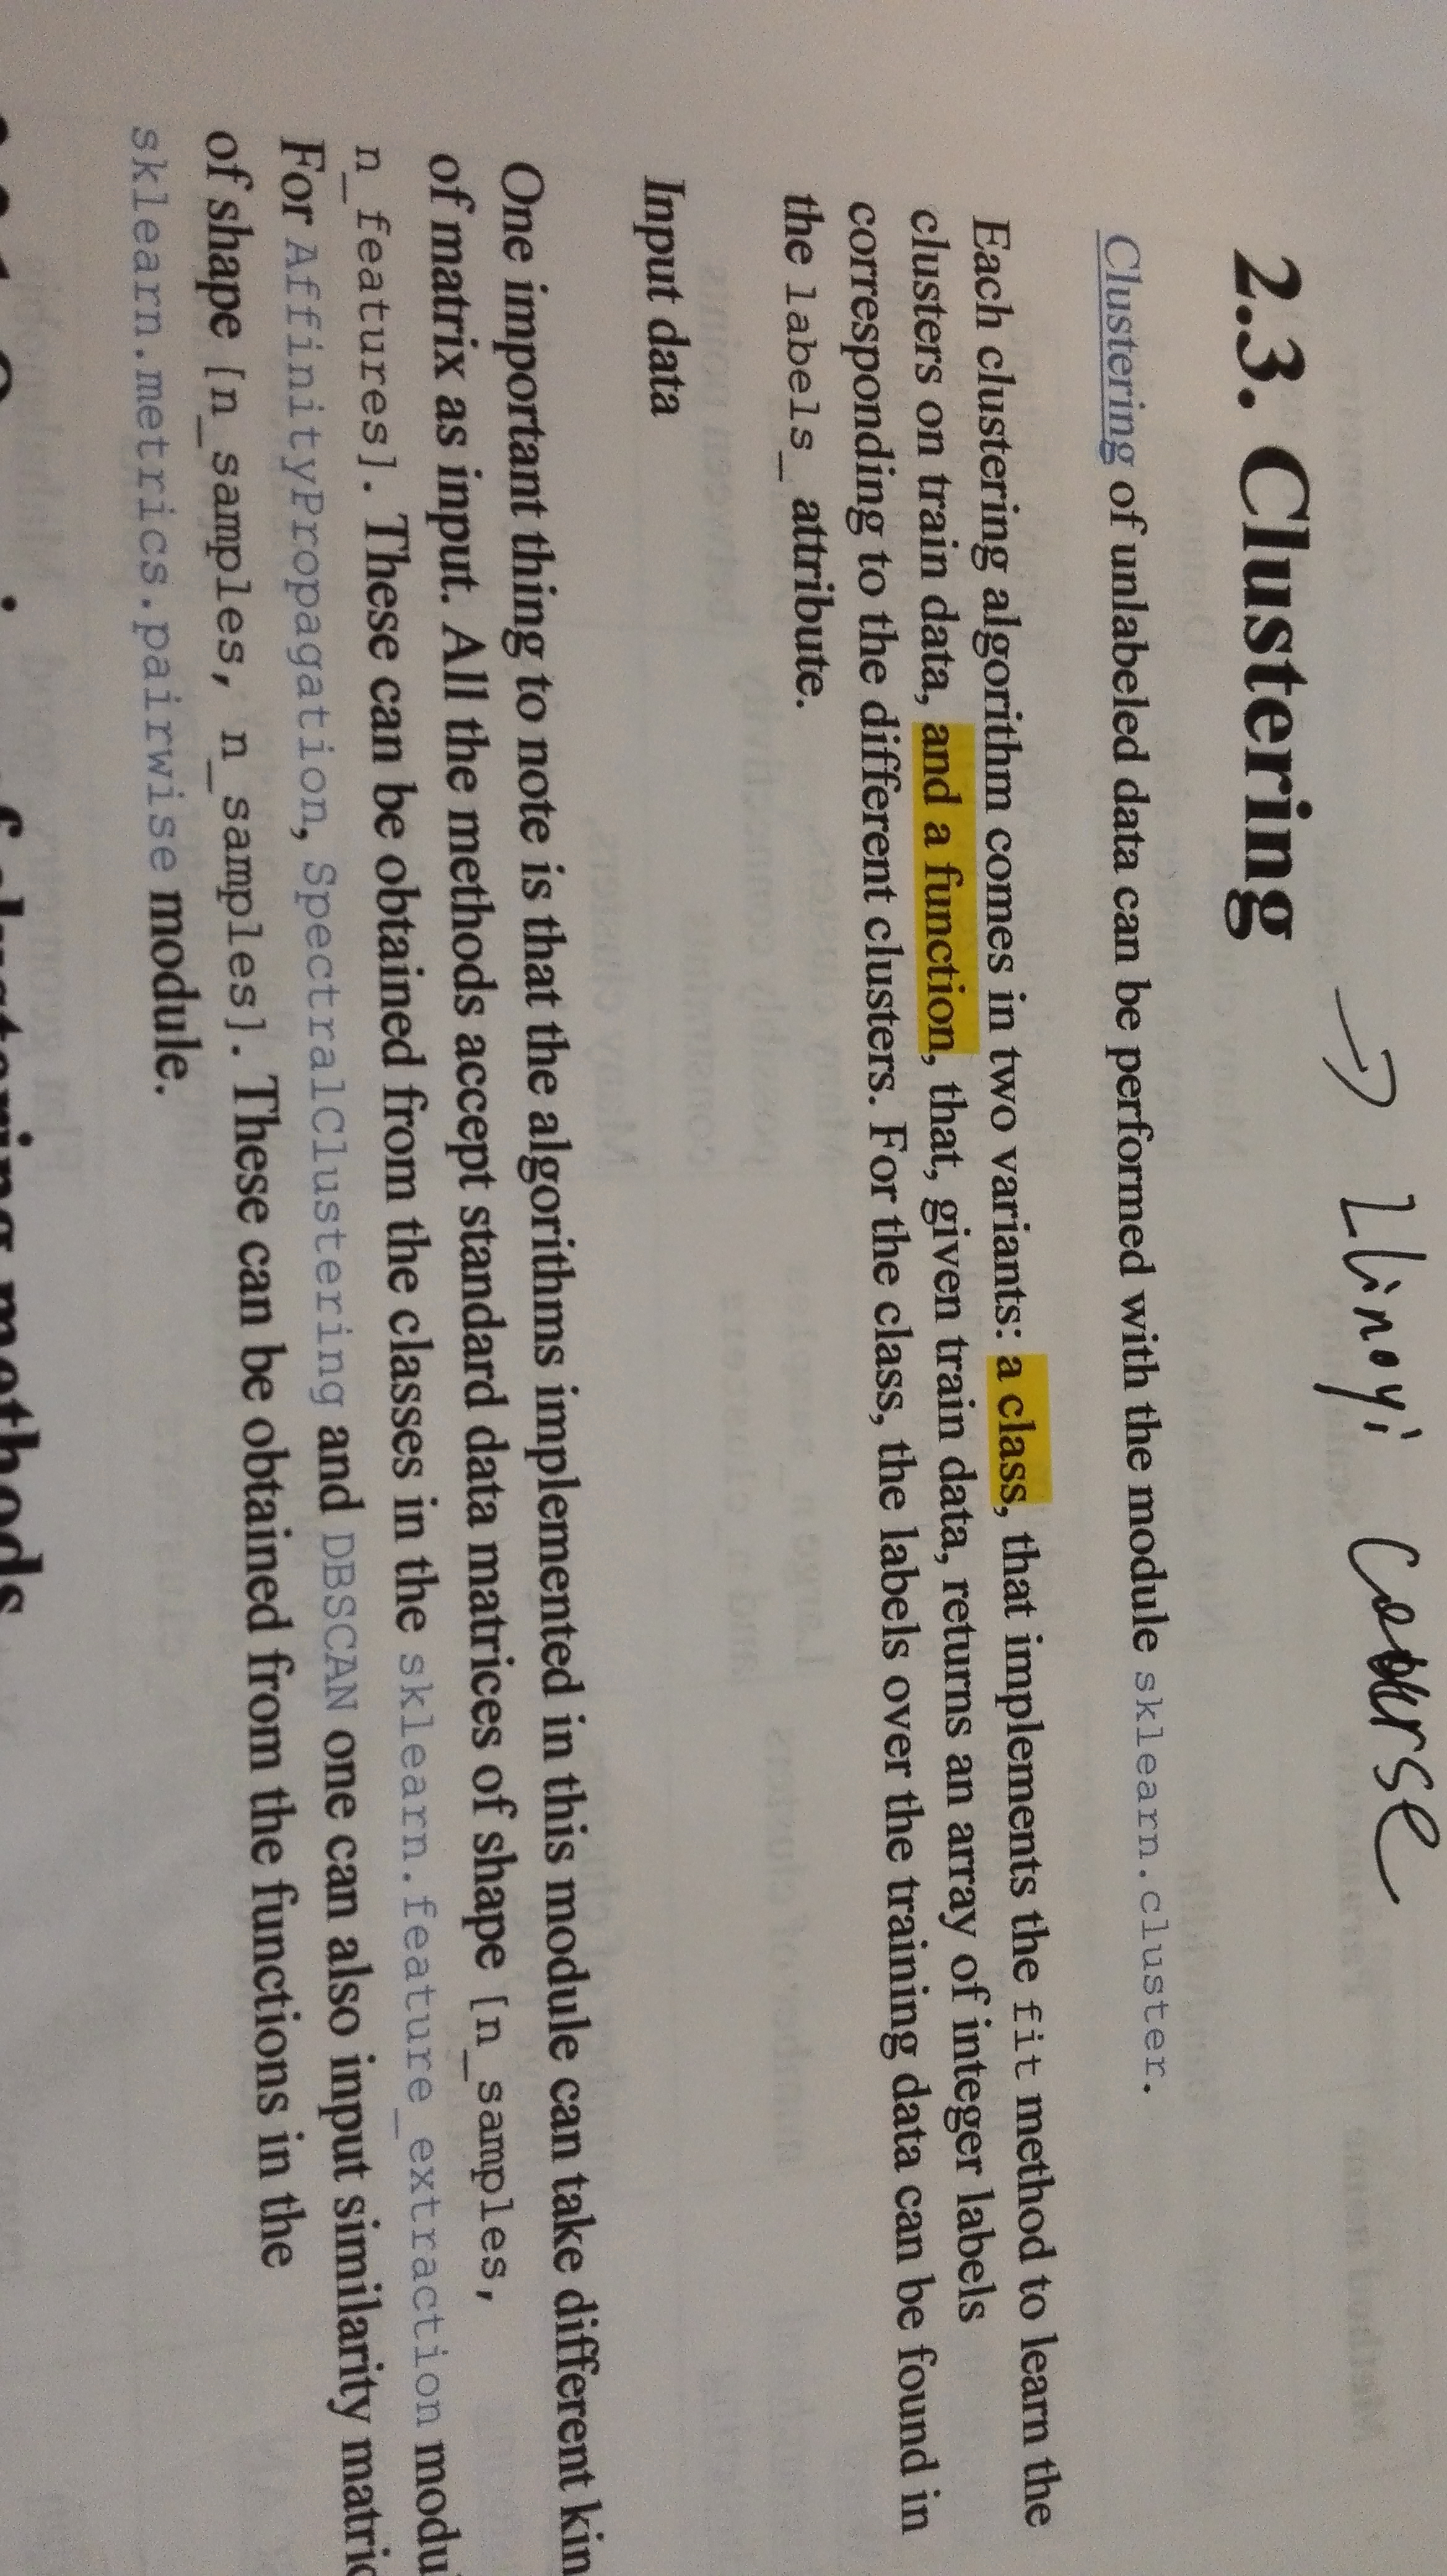 → Llinoyi course
2.3. Clustering
Clustering of unlabeled data can be performed with the module sklearn.cluster.
Each clustering algorithm comes in two variants: a class, that implements the fit method to learn the
clusters on train data, and a function, that, given train data, returns an array of integer labels
corresponding to the different clusters. For the class, the labels over the training data can be found in
the labels_ attribute.
Input data
One important thing to note is that the algorithms implemented in this module can take different kin
of matrix as input. All the methods accept standard data matrices of shape [n_samples,
n_features]. These can be obtained from the classes in the sklearn.feature_extraction modu
For AffinityPropagation, SpectralClustering and DBSCAN one can also input similarity matric
of shape [n_samples, n_samples]. These can be obtained from the functions in the
sklearn.metrics.pairwise module.
clustering methods